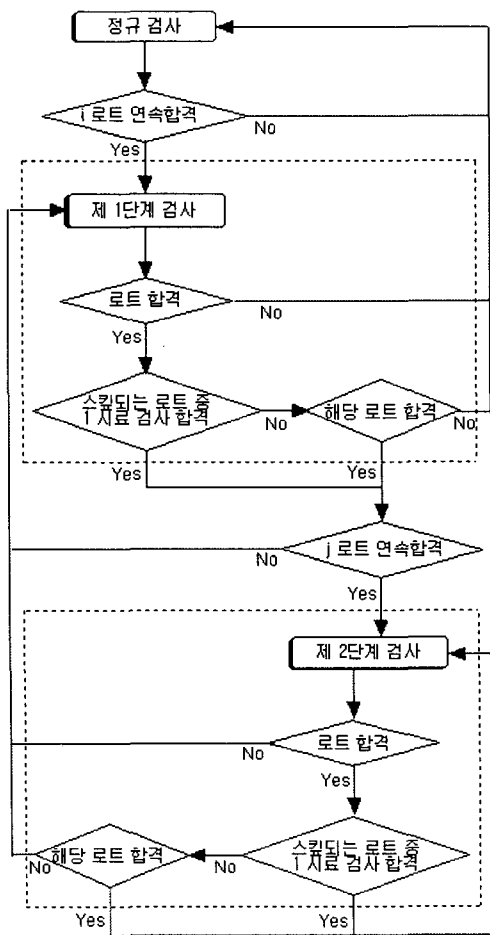 정규 검사
i 로트 연속합격
No
Yes
제 1단계 검사
로트 합격
No
Yes
스킵되는 로트 중
1 시료 검사 합격
No
해당 로트 합격
No
Yes
Yes
j 로트 연속합격
No
Yes
제 2단계 검사
로트 합격
No
Yes
해당 로트 합격
No
스킵되는 로트 중
1 시료 검사 합격
No
Yes
Yes